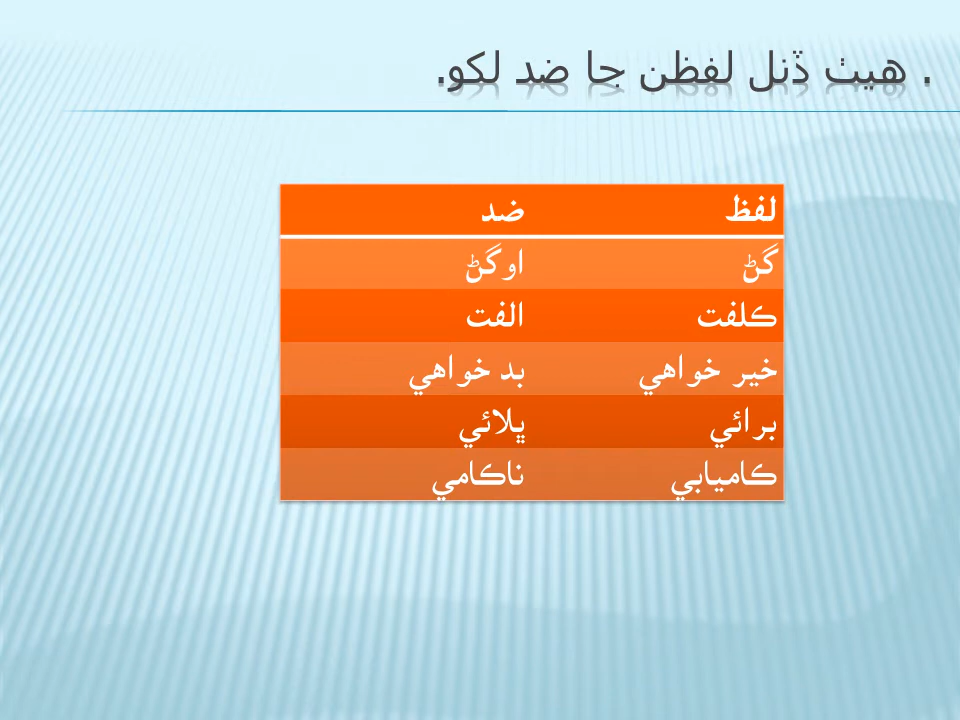 . هيٺ ڏنل لفظن جا ضد لکو.
لفظ ضد
گڻ اوگڻ
ڪلفت الفت
خير خواهي بد خواهي
برائي ڀلائي
ڪاميابي ناڪامي